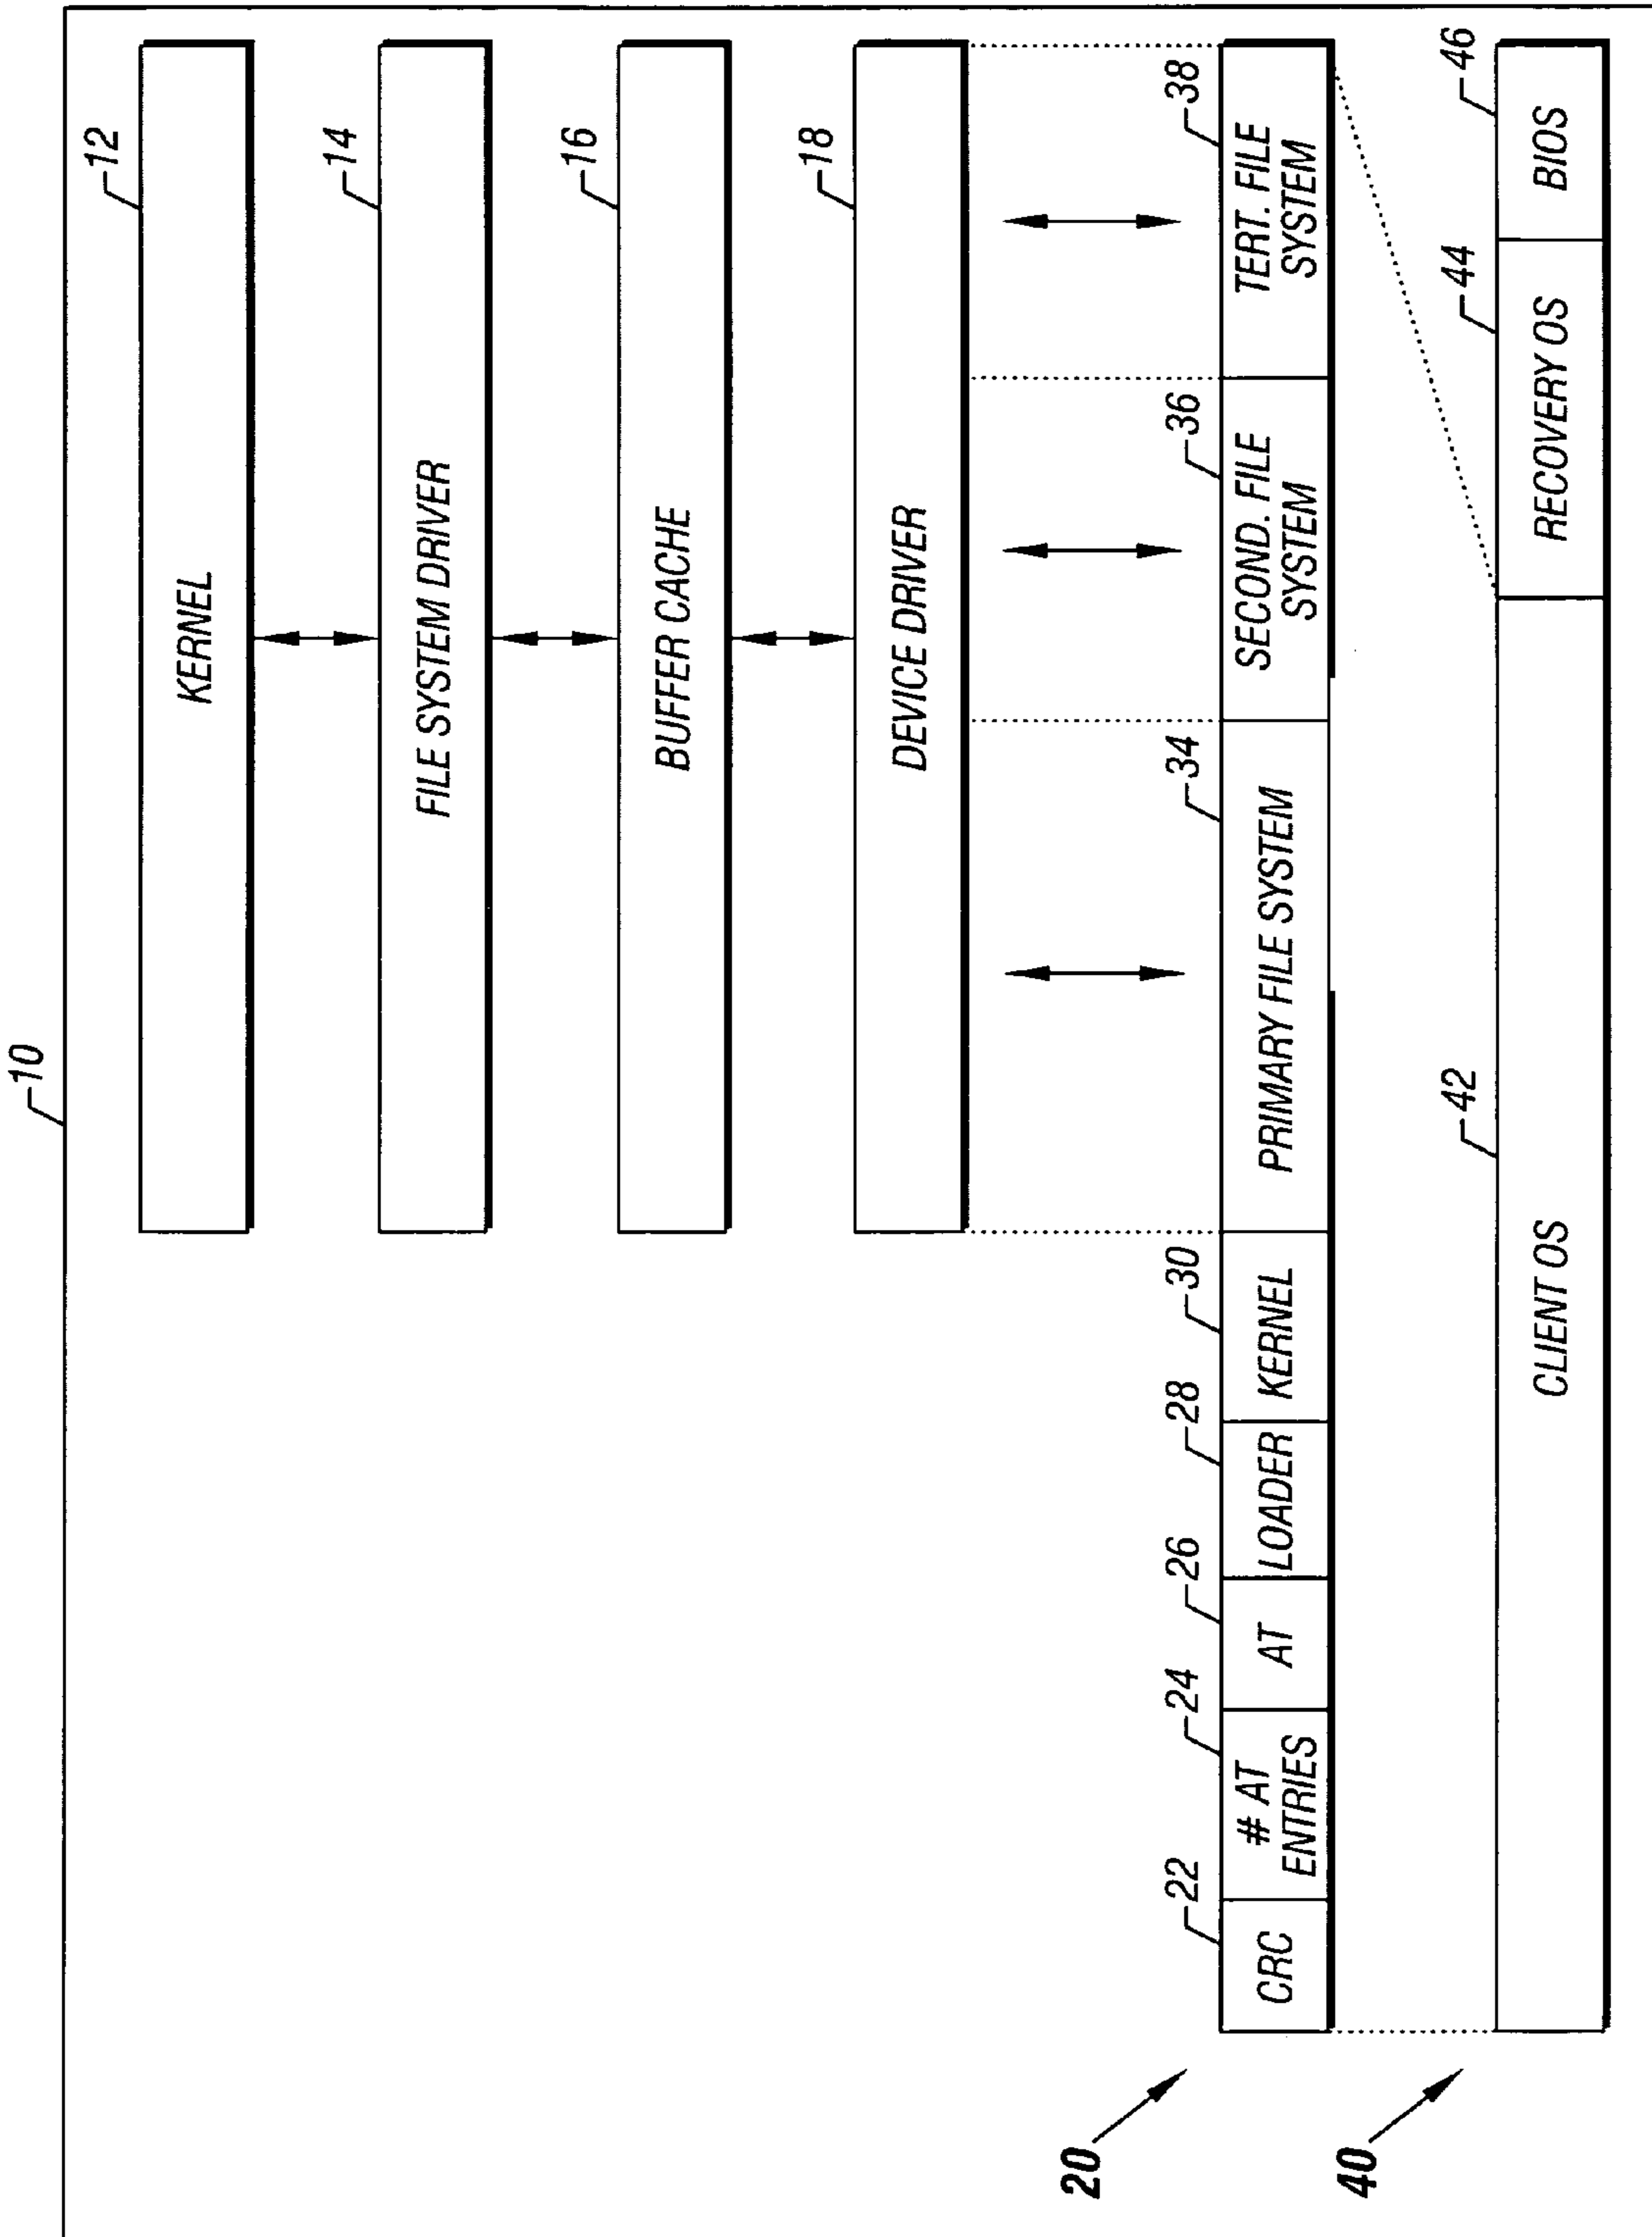 10
12
KERNEL
14
FILE SYSTEM DRIVER
16
BUFFER CACHE
18
DEVICE DRIVER
20
22
24
26
28
30
34
36
38
CRC
# AT
ENTRIES
AT
LOADER
KERNEL
PRIMARY FILE SYSTEM
SECOND. FILE
SYSTEM
TERT. FILE
SYSTEM
40
42
44
46
CLIENT OS
RECOVERY OS
BIOS